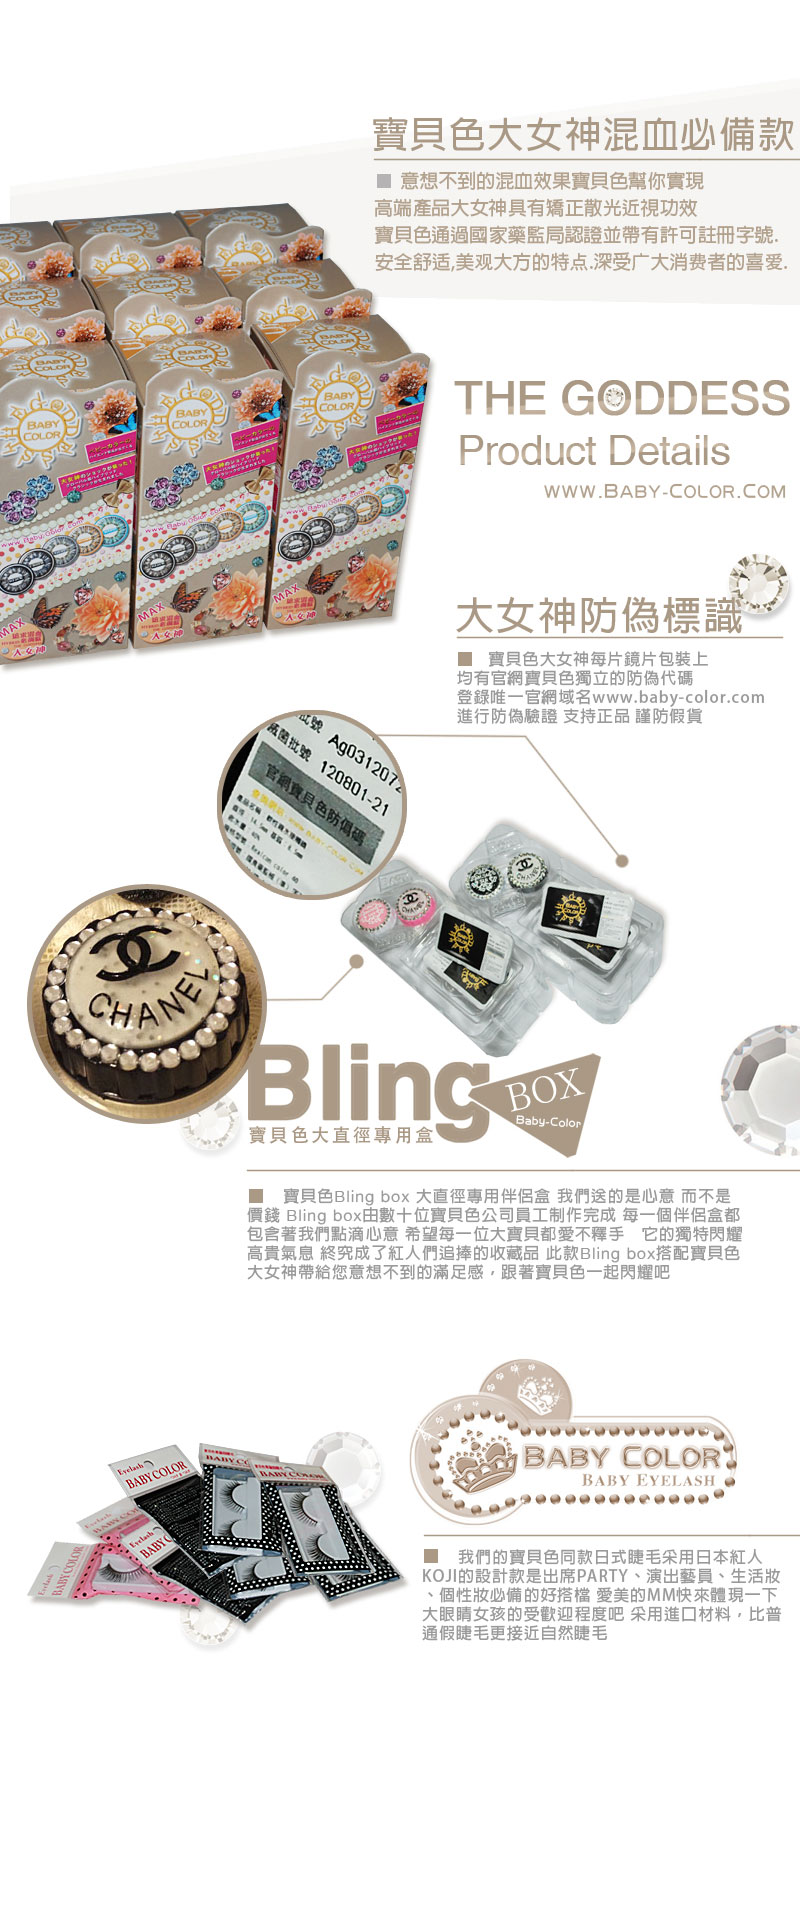 寶貝色大女神混血必備款
意想不到的混血效果寶貝色幫你實現
高端產品大女神具有矯正散光近視功效
寶貝色通過國家藥監局認證並帶有許可註冊字號.
安全舒适,美观大方的特点.深受广大消费者的喜爱.
BABY COLOR
BABY COLOR
BABY COLOR
www.Baby-Color.com
MAX
大女神
THE GODDESS
Product Details
WWW.BABY-COLOR.COM
大女神防偽標識
寶貝色大女神每片鏡片包裝上
均有官網寶貝色獨立的防偽代碼
登錄唯一官網域名www.baby-color.com
進行防偽驗證 支持正品 謹防假貨
批號 Ag0312072
滅菌批號 120801-21
官網寶貝色防偽碼
CHANEL
CHANEL
CHANEL
BABY COLOR
Bling
BOX
Baby-Color
寶貝色大直徑專用盒
寶貝色Bling box 大直徑專用伴侶盒 我們送的是心意 而不是
價錢 Bling box由數十位寶貝色公司員工制作完成 每一個伴侶盒都
包含著我們點滴心意 希望每一位大寶貝都愛不釋手 它的獨特閃耀
高貴氣息 終究成了紅人們追捧的收藏品 此款Bling box搭配寶貝色
大女神帶給您意想不到的滿足感，跟著寶貝色一起閃耀吧
BABY COLOR
BABY EYELASH
Eyelash
BABY COLOR
Eyelash
BABY COLOR
我們的寶貝色同款日式睫毛采用日本紅人
KOJI的設計款是出席PARTY、演出藝員、生活妝
、個性妝必備的好搭檔 愛美的MM快來體現一下
大眼睛女孩的受歡迎程度吧 采用進口材料，比普
通假睫毛更接近自然睫毛